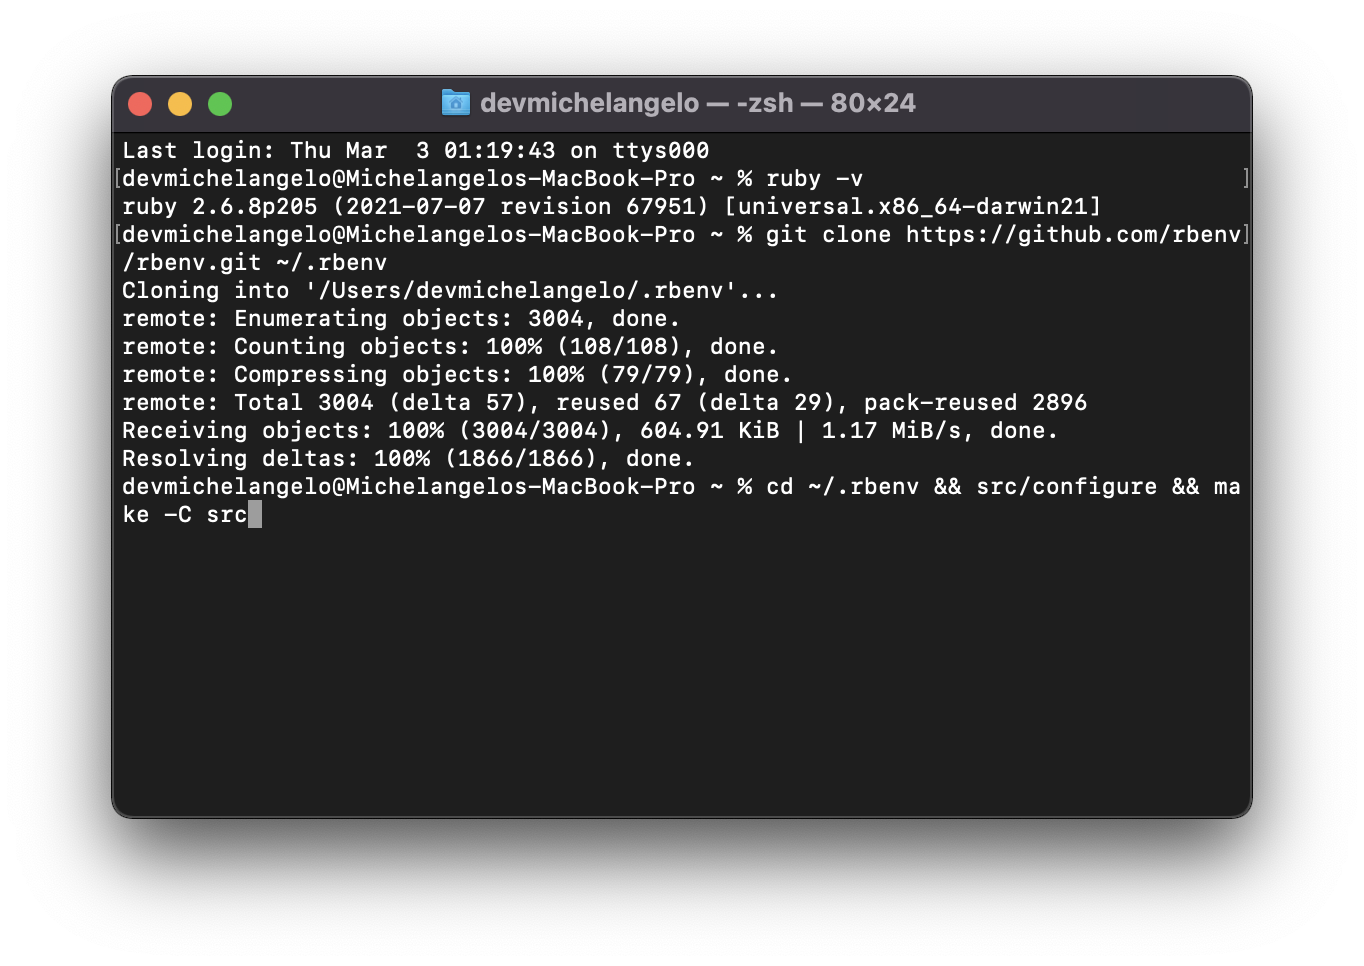 devmichelangelo — -zsh — 80×24
Last login: Thu Mar  3 01:19:43 on ttys000
[devmichelangelo@Michelangelos-MacBook-Pro ~ % ruby -v ]
ruby 2.6.8p205 (2021-07-07 revision 67951) [universal.x86_64-darwin21]
[devmichelangelo@Michelangelos-MacBook-Pro ~ % git clone https://github.com/rbenv]
/rbenv.git ~/.rbenv
Cloning into '/Users/devmichelangelo/.rbenv'...
remote: Enumerating objects: 3004, done.
remote: Counting objects: 100% (108/108), done.
remote: Compressing objects: 100% (79/79), done.
remote: Total 3004 (delta 57), reused 67 (delta 29), pack-reused 2896
Receiving objects: 100% (3004/3004), 604.91 KiB | 1.17 MiB/s, done.
Resolving deltas: 100% (1866/1866), done.
devmichelangelo@Michelangelos-MacBook-Pro ~ % cd ~/.rbenv && src/configure && ma
ke -C src